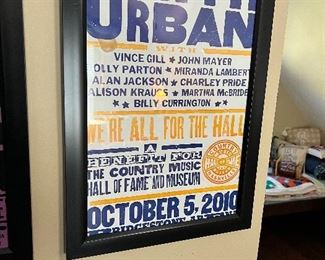 URBAN
WITH
VINCE GILL ★ JOHN MAYER
OLLY PARTON ★ MIRANDA LAMBERT
ALAN JACKSON ★ CHARLEY PRIDE
ALISON KRAUSS ★ MARTINA McBRIDE
★ BILLY CURRINGTON ★
WE'RE ALL FOR THE HALL
A
BENEFIT FOR
THE COUNTRY MUSIC
HALL OF FAME AND MUSEUM
COUNTRY
OCTOBER 5, 2010